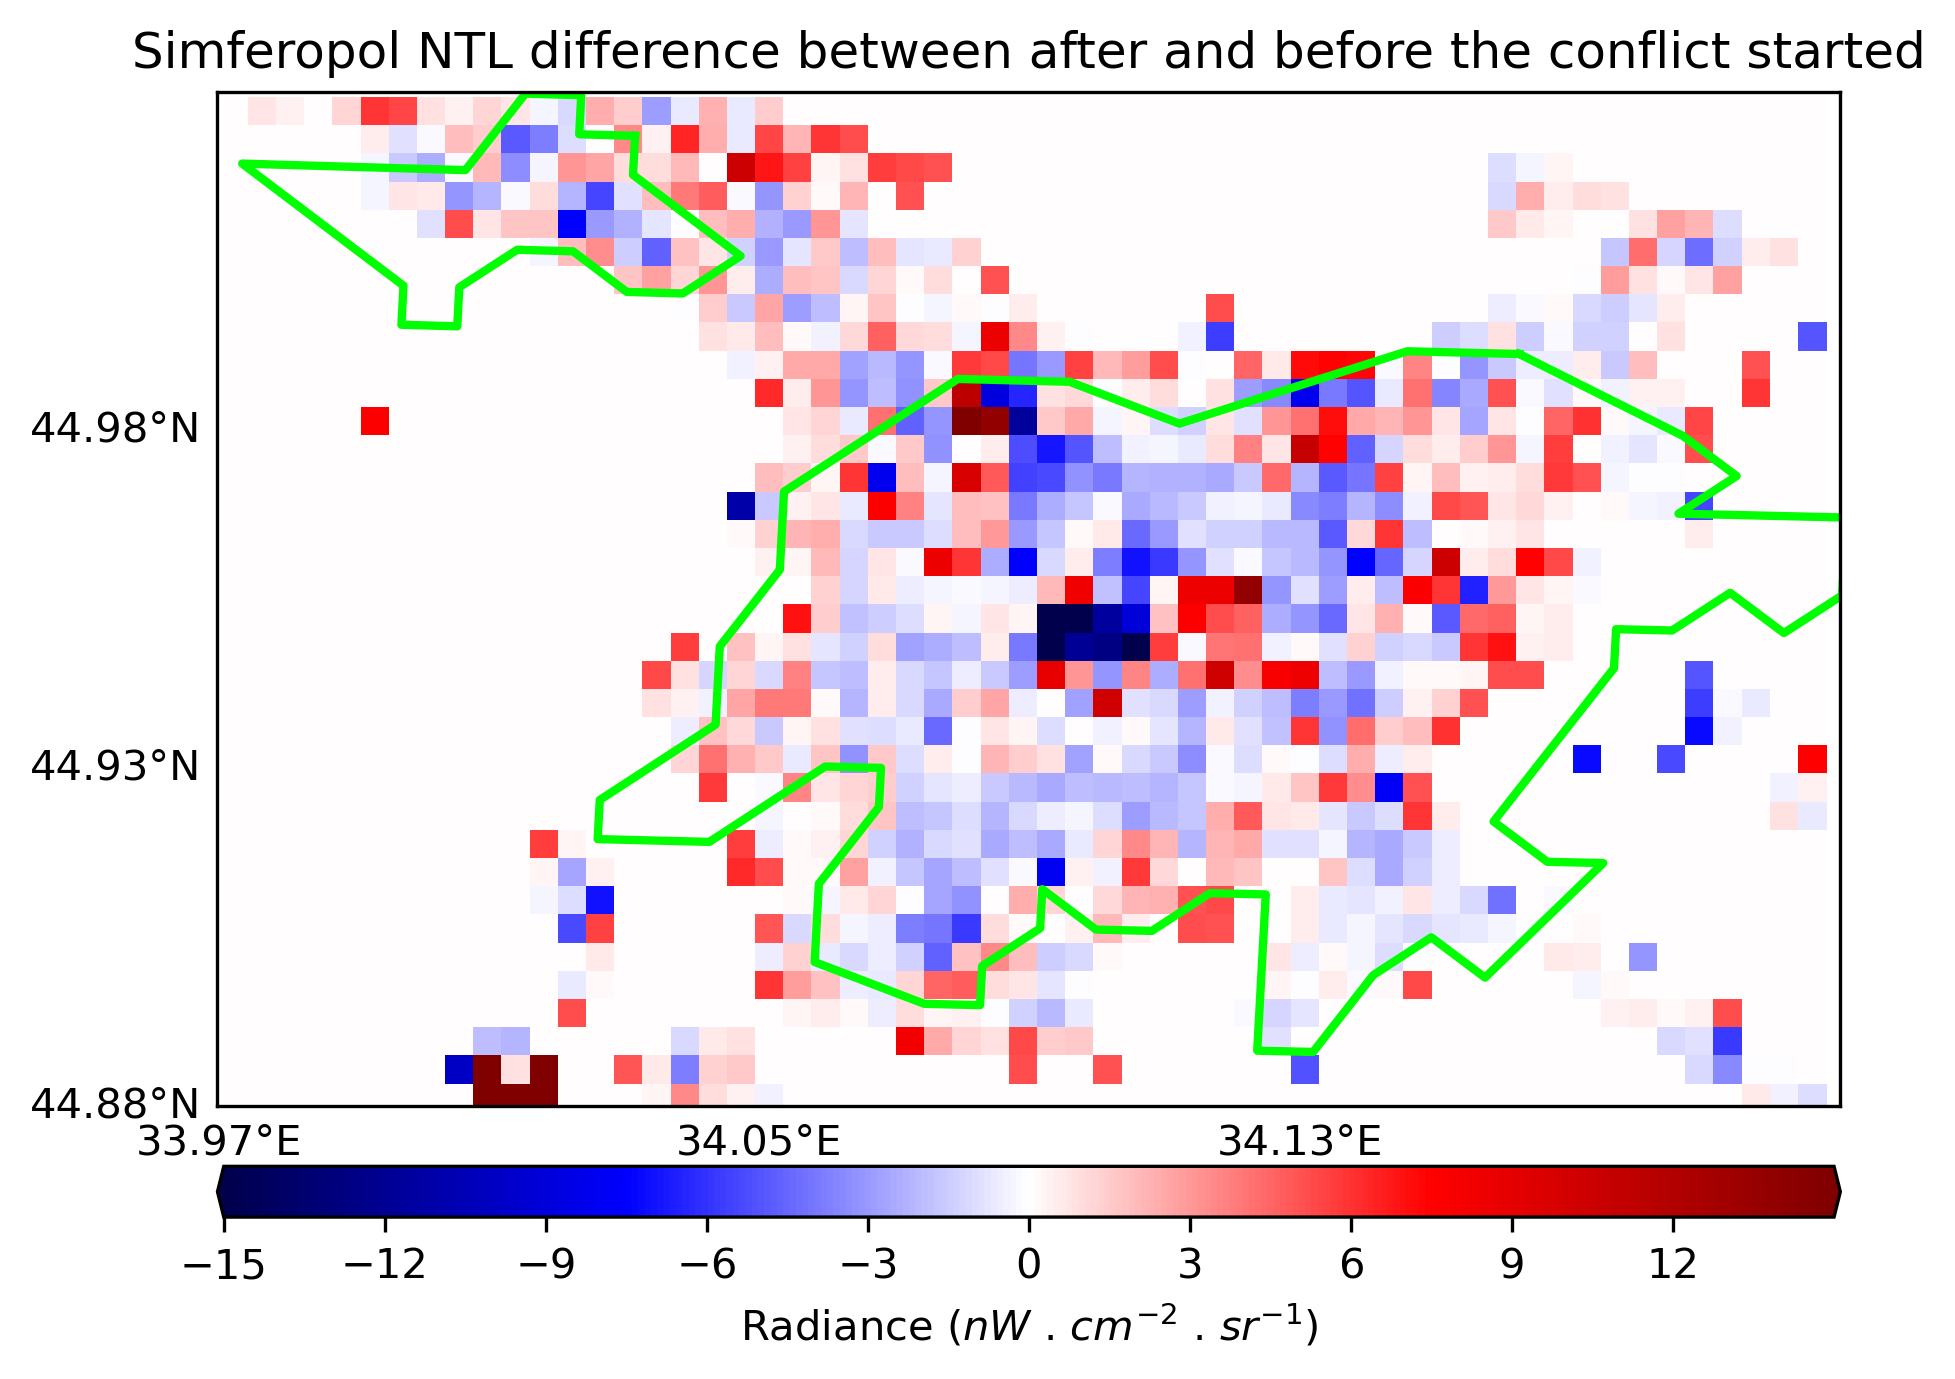 Simferopol NTL difference between after and before the conflict started
44.98°N
44.93°N
44.88°N
33.97°E 34.05°E 34.13°E
−15 −12 −9 −6 −3 0 3 6 9 12
Radiance (nW . cm⁻² . sr⁻¹)